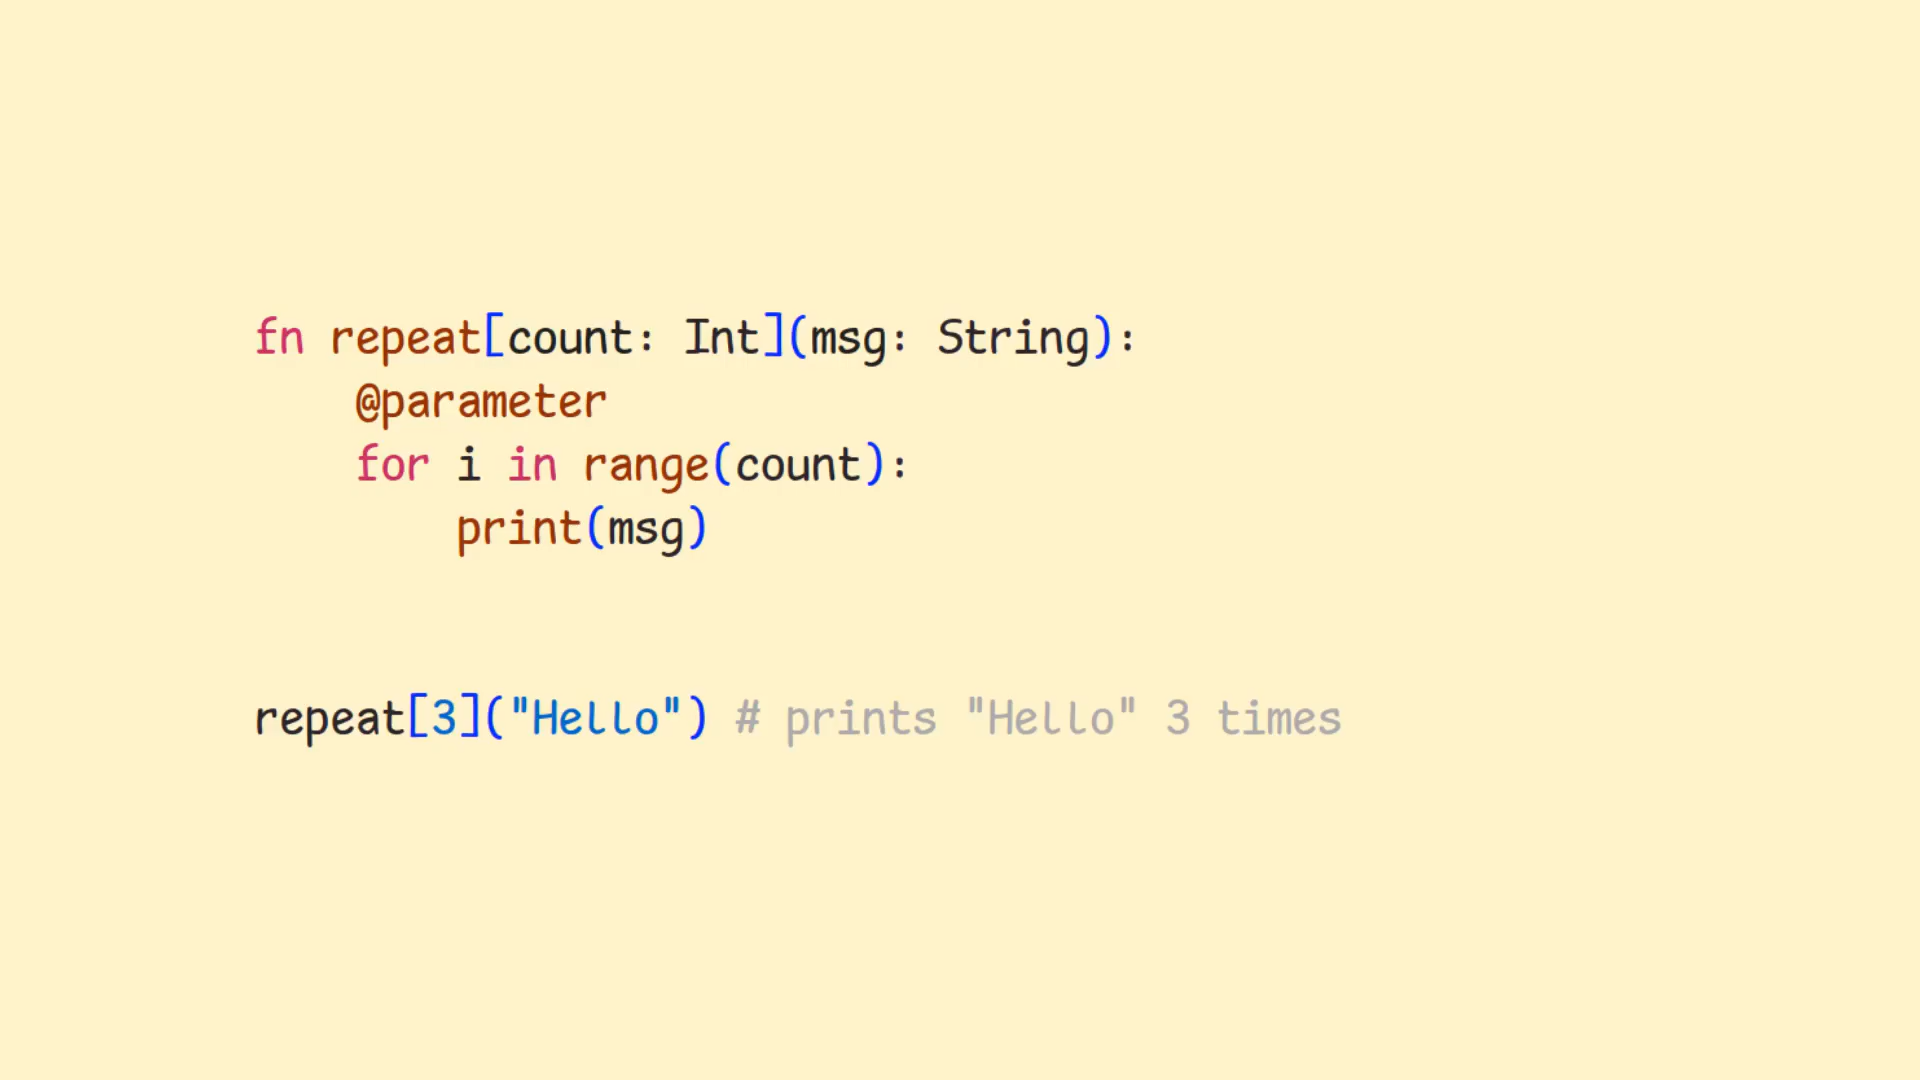 fn repeat[count: Int](msg: String):
    @parameter
    for i in range(count):
        print(msg)
repeat[3]("Hello") # prints "Hello" 3 times